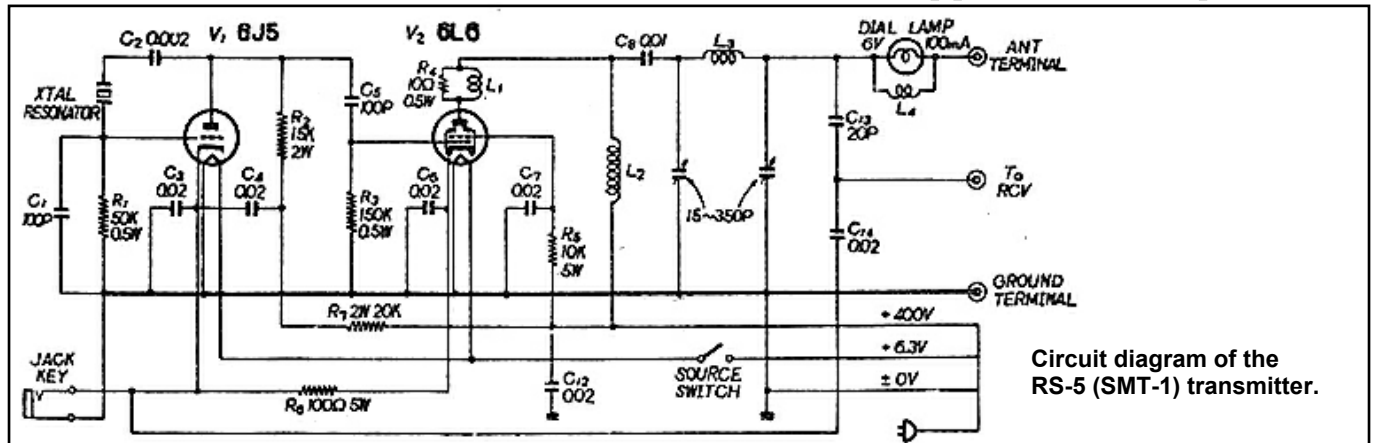 C2 0.002
V1 6J5
V2 6L6
C8 0.01
L3
DIAL LAMP
6V
100mA
ANT
TERMINAL
XTAL
RESONATOR
R4
10Ω
0.5W
L1
C5
100P
L4
R2
15K
2W
C13
20P
C3
0.02
C4
0.02
C6
0.02
C7
0.02
L2
To
RCV
C1
100P
R1
50K
0.5W
R3
150K
0.5W
15~350P
R5
10K
5W
C14
0.02
GROUND
TERMINAL
R7 2W 20K
+400V
JACK
KEY
SOURCE
SWITCH
+6.3V
±0V
R6 100Ω 5W
C12
0.02
Circuit diagram of the
RS-5 (SMT-1) transmitter.